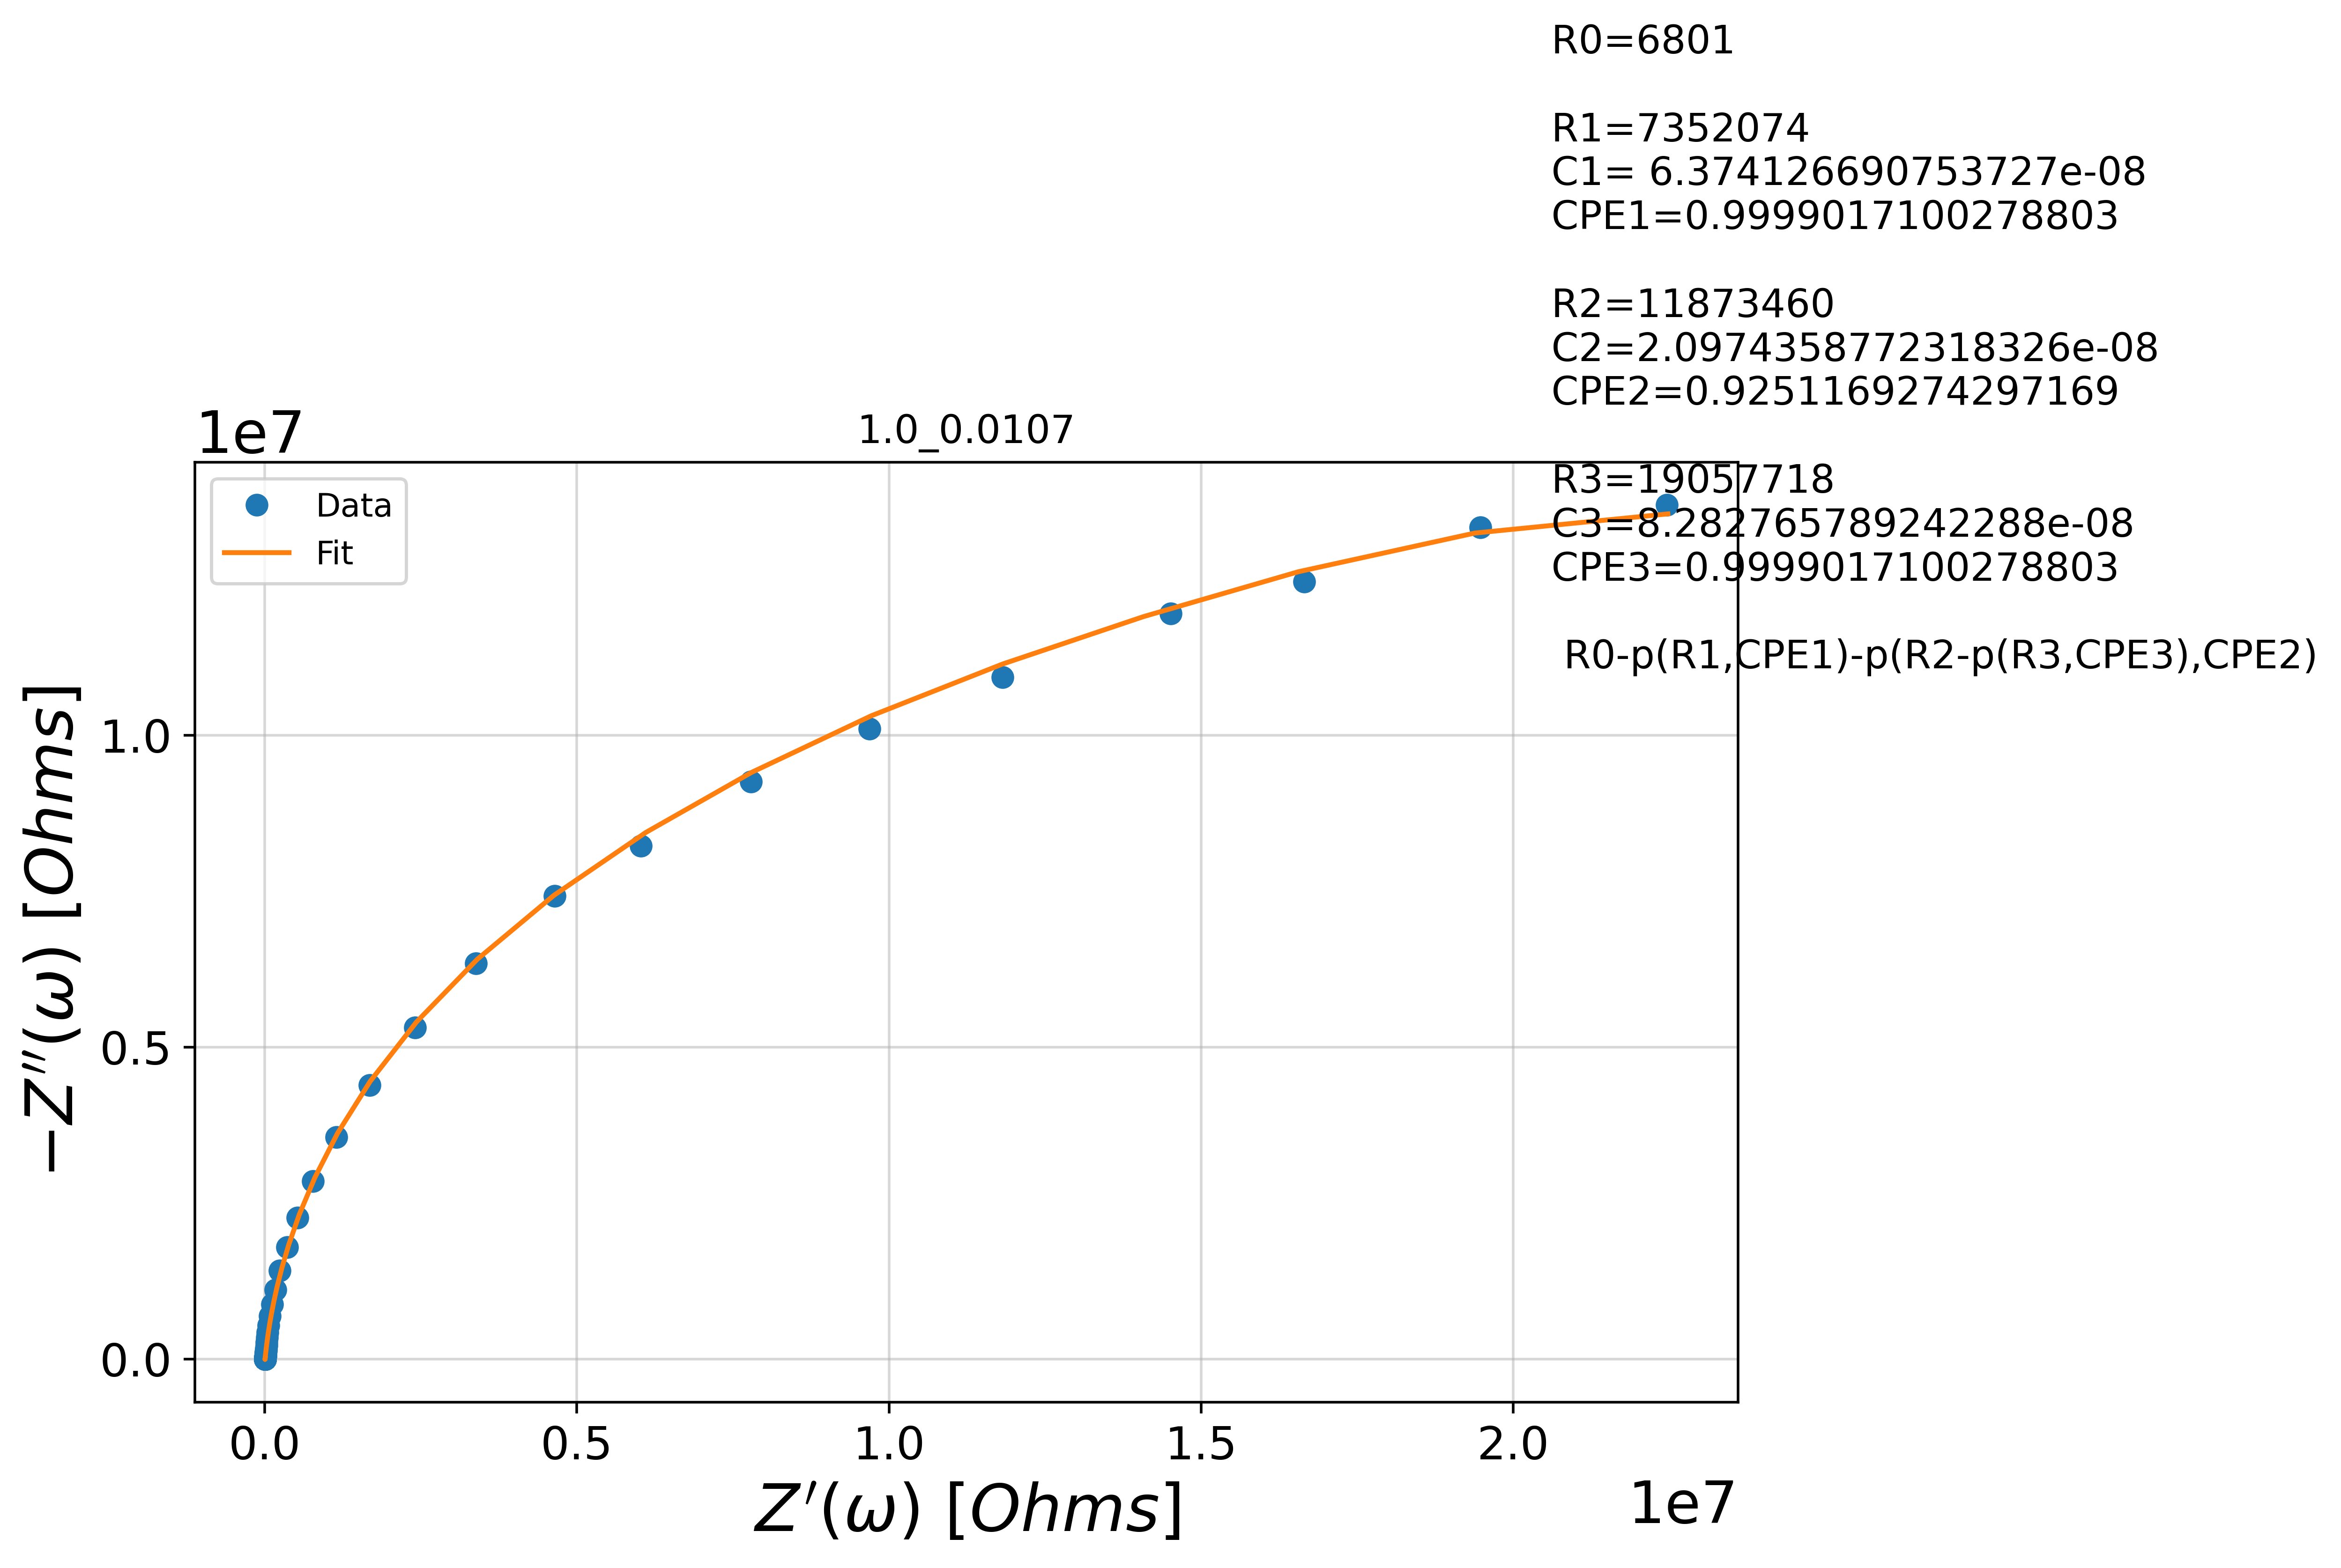 R0=6801
R1=7352074
C1= 6.374126690753727e-08
CPE1=0.9999017100278803
R2=11873460
C2=2.0974358772318326e-08
CPE2=0.9251169274297169
1e7
1.0_0.0107
R3=19057718
C3=8.282765789242288e-08
CPE3=0.9999017100278803
R0-p(R1,CPE1)-p(R2-p(R3,CPE3),CPE2)
Data
Fit
−Z′′(ω) [Ohms]
1.0
0.5
0.0
0.0 0.5 1.0 1.5 2.0
Z′(ω) [Ohms]
1e7